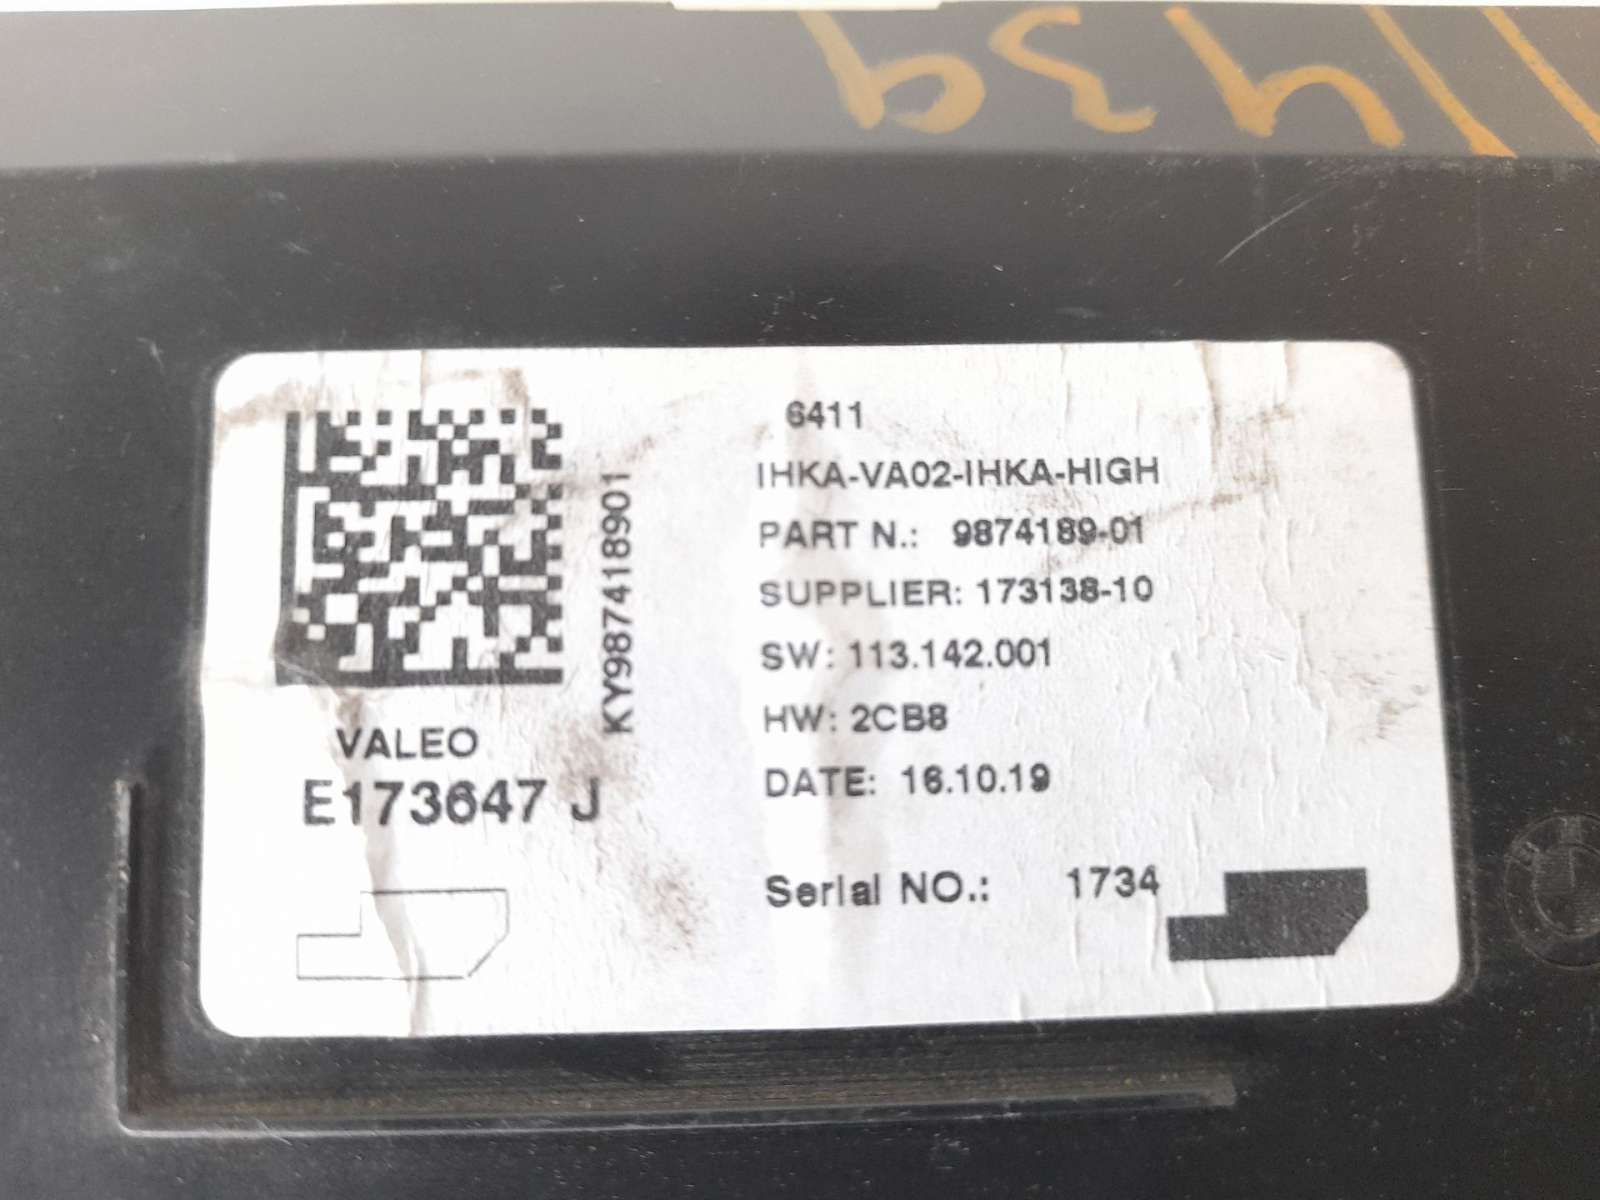 11439
6411
IHKA-VA02-IHKA-HIGH
PART N.: 9874189-01
SUPPLIER: 173138-10
SW: 113.142.001
HW: 2CB8
DATE: 16.10.19
Serial NO.: 1734
KY987418901
VALEO
E173647 J